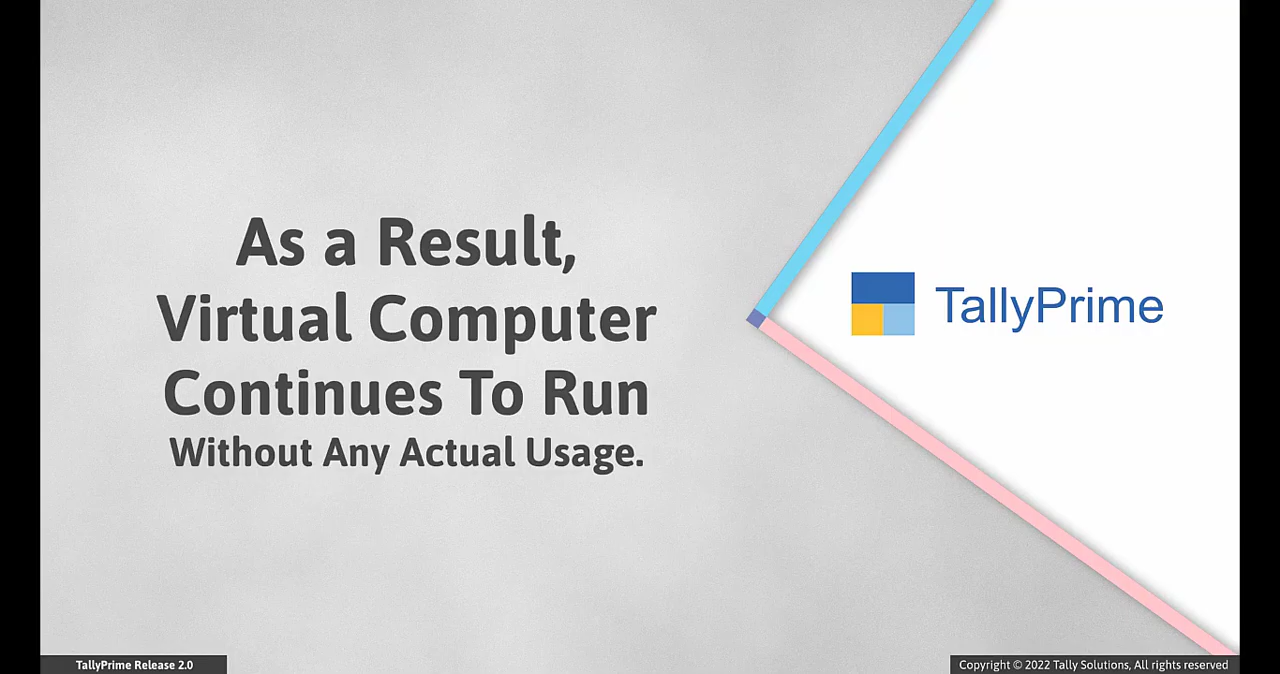 As a Result,
Virtual Computer
Continues To Run
Without Any Actual Usage.
TallyPrime
TallyPrime Release 2.0
Copyright © 2022 Tally Solutions, All rights reserved